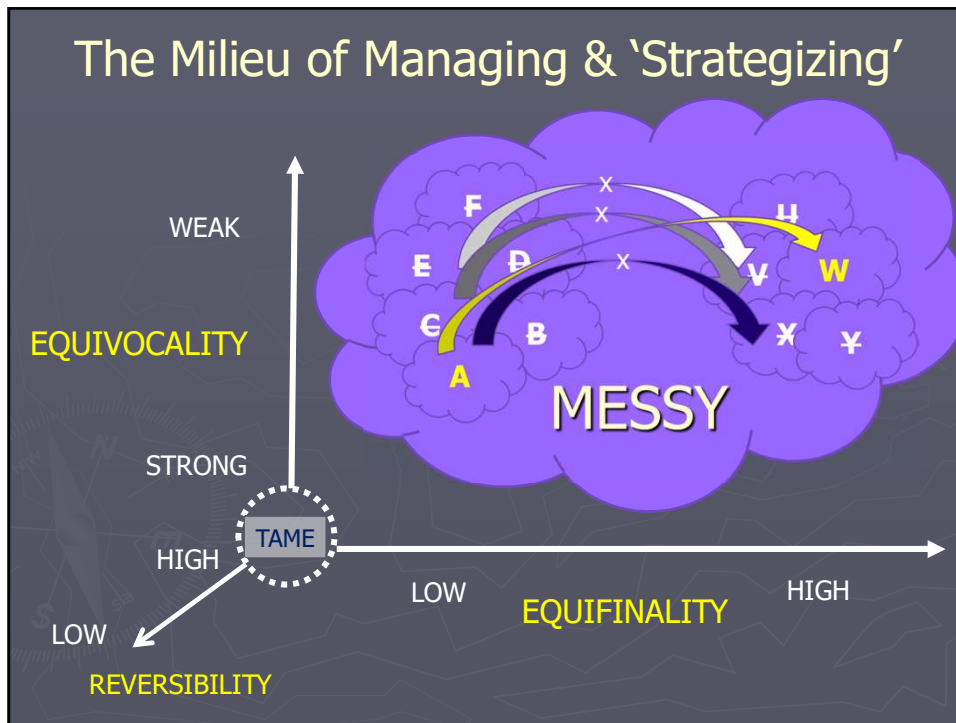 The Milieu of Managing & ‘Strategizing’
WEAK
EQUIVOCALITY
STRONG
TAME
HIGH
LOW
REVERSIBILITY
LOW
HIGH
EQUIFINALITY
F
E
D
C
B
A
X
X
X
U
V
W
X
Y
MESSY
N
S